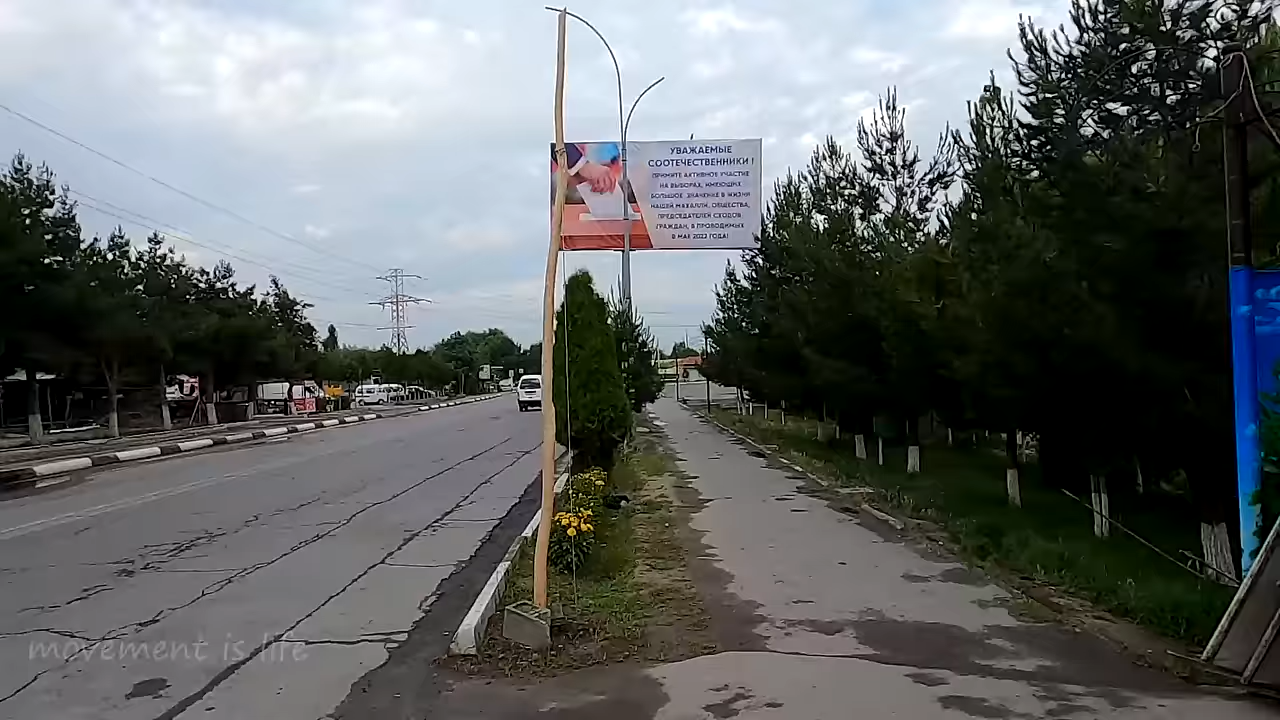 УВАЖАЕМЫЕ
СООТЕЧЕСТВЕННИКИ !
ПРИМИТЕ АКТИВНОЕ УЧАСТИЕ
НА ВЫБОРАХ, ИМЕЮЩИХ
БОЛЬШОЕ ЗНАЧЕНИЕ В ЖИЗНИ
НАШЕЙ МАХАЛЛИ, ОБЩЕСТВА,
ПРЕДСЕДАТЕЛЕЙ СХОДОВ
ГРАЖДАН, В ПРОВОДИМЫХ
В МАЕ 2022 ГОДА!
movement is life